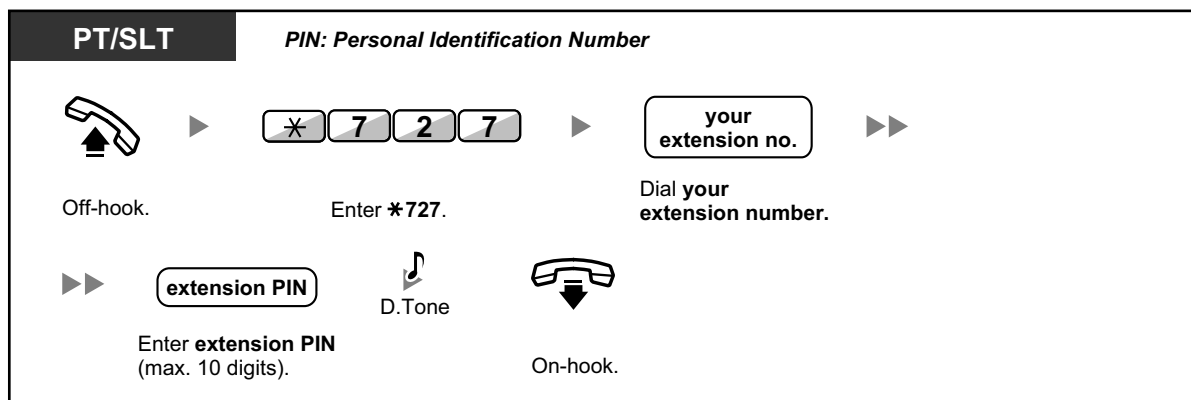 PT/SLT
PIN: Personal Identification Number
* 7 2 7
your
extension no.
Off-hook.
Enter *727.
Dial your
extension number.
extension PIN
D.Tone
Enter extension PIN
(max. 10 digits).
On-hook.